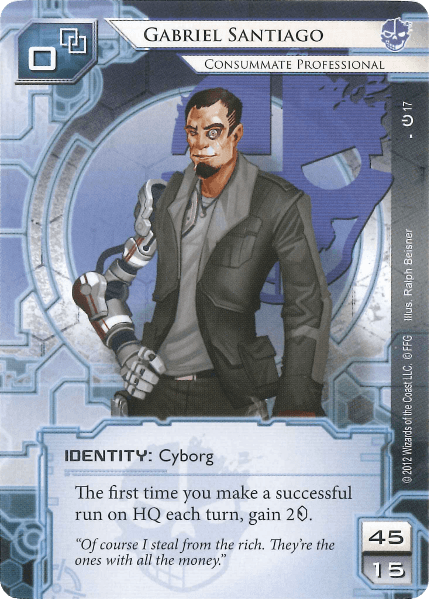 0
GABRIEL SANTIAGO
CONSUMMATE PROFESSIONAL
17
Illus. Ralph Beisner
© 2012 Wizards of the Coast LLC. © FFG
IDENTITY: Cyborg
The first time you make a successful
run on HQ each turn, gain 2.
“Of course I steal from the rich. They’re the
ones with all the money.”
45
15